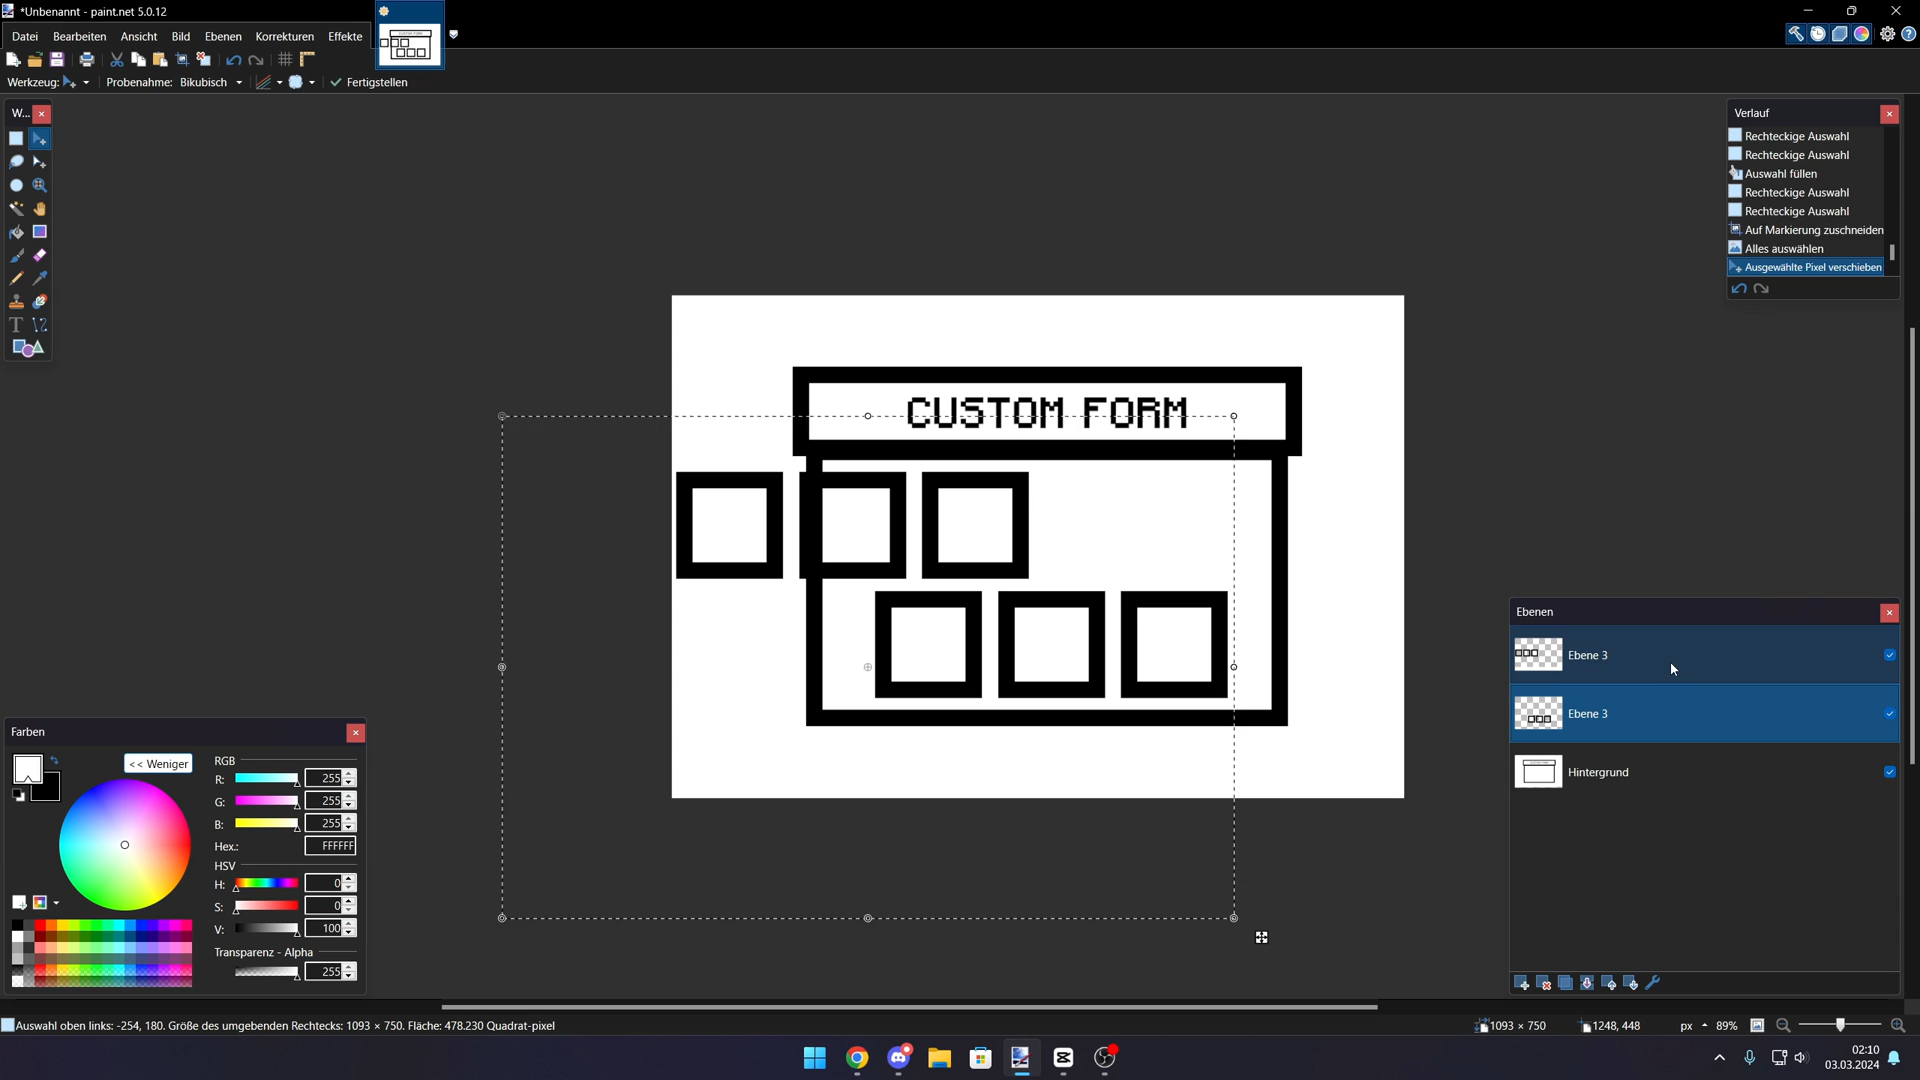 *Unbenannt - paint.net 5.0.12
Datei Bearbeiten Ansicht Bild Ebenen Korrekturen Effekte
Werkzeug: Probenahme: Bikubisch Fertigstellen
W...
Verlauf
Rechteckige Auswahl
Rechteckige Auswahl
Auswahl füllen
Rechteckige Auswahl
Rechteckige Auswahl
Auf Markierung zuschneiden
Alles auswählen
Ausgewählte Pixel verschieben
CUSTOM FORM
Ebenen
Ebene 3
Ebene 3
Hintergrund
Farben
<< Weniger
RGB
R: 255
G: 255
B: 255
Hex.: FFFFFF
HSV
H: 0
S: 0
V: 100
Transparenz - Alpha
255
Auswahl oben links: -254, 180. Größe des umgebenden Rechtecks: 1093 × 750. Fläche: 478.230 Quadrat-pixel
1093 × 750 1248, 448 px 89%
02:10
03.03.2024